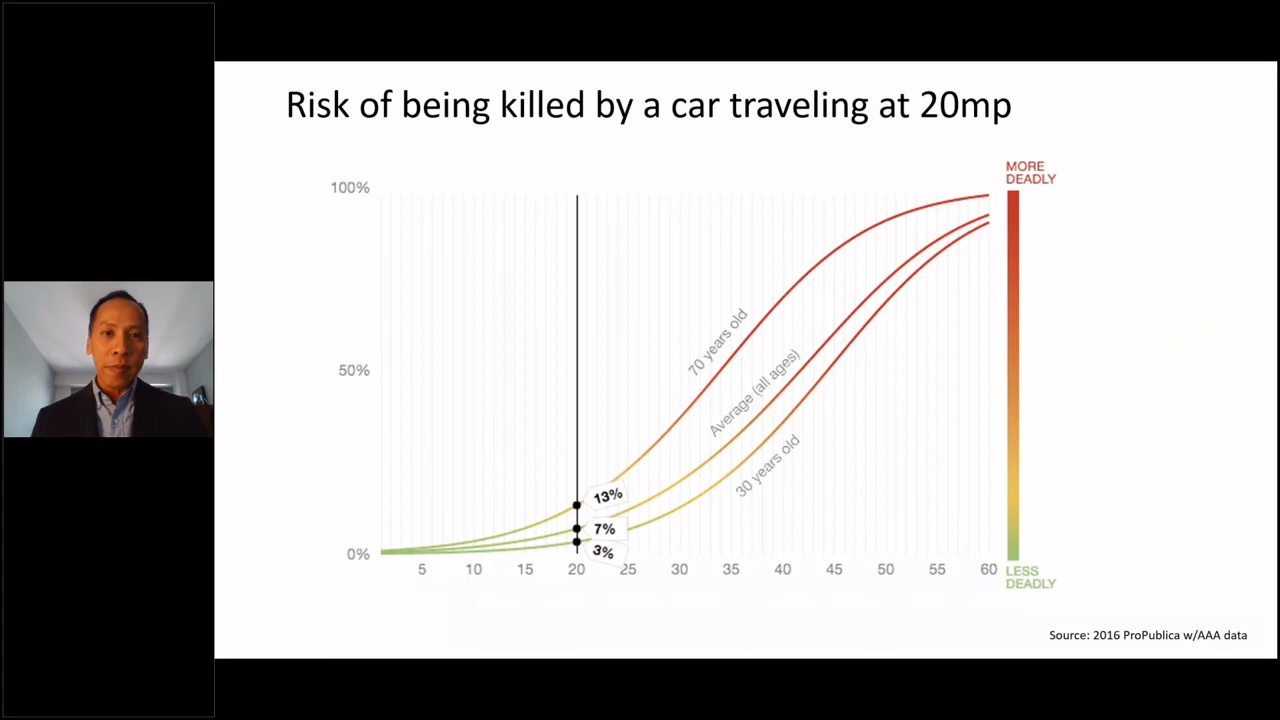 Risk of being killed by a car traveling at 20mp
MORE
DEADLY
100%
70 years old
50%
Average (all ages)
30 years old
13%
7%
3%
0%
5 10 15 20 25 30 35 40 45 50 55 60
LESS
DEADLY
Source: 2016 ProPublica w/AAA data